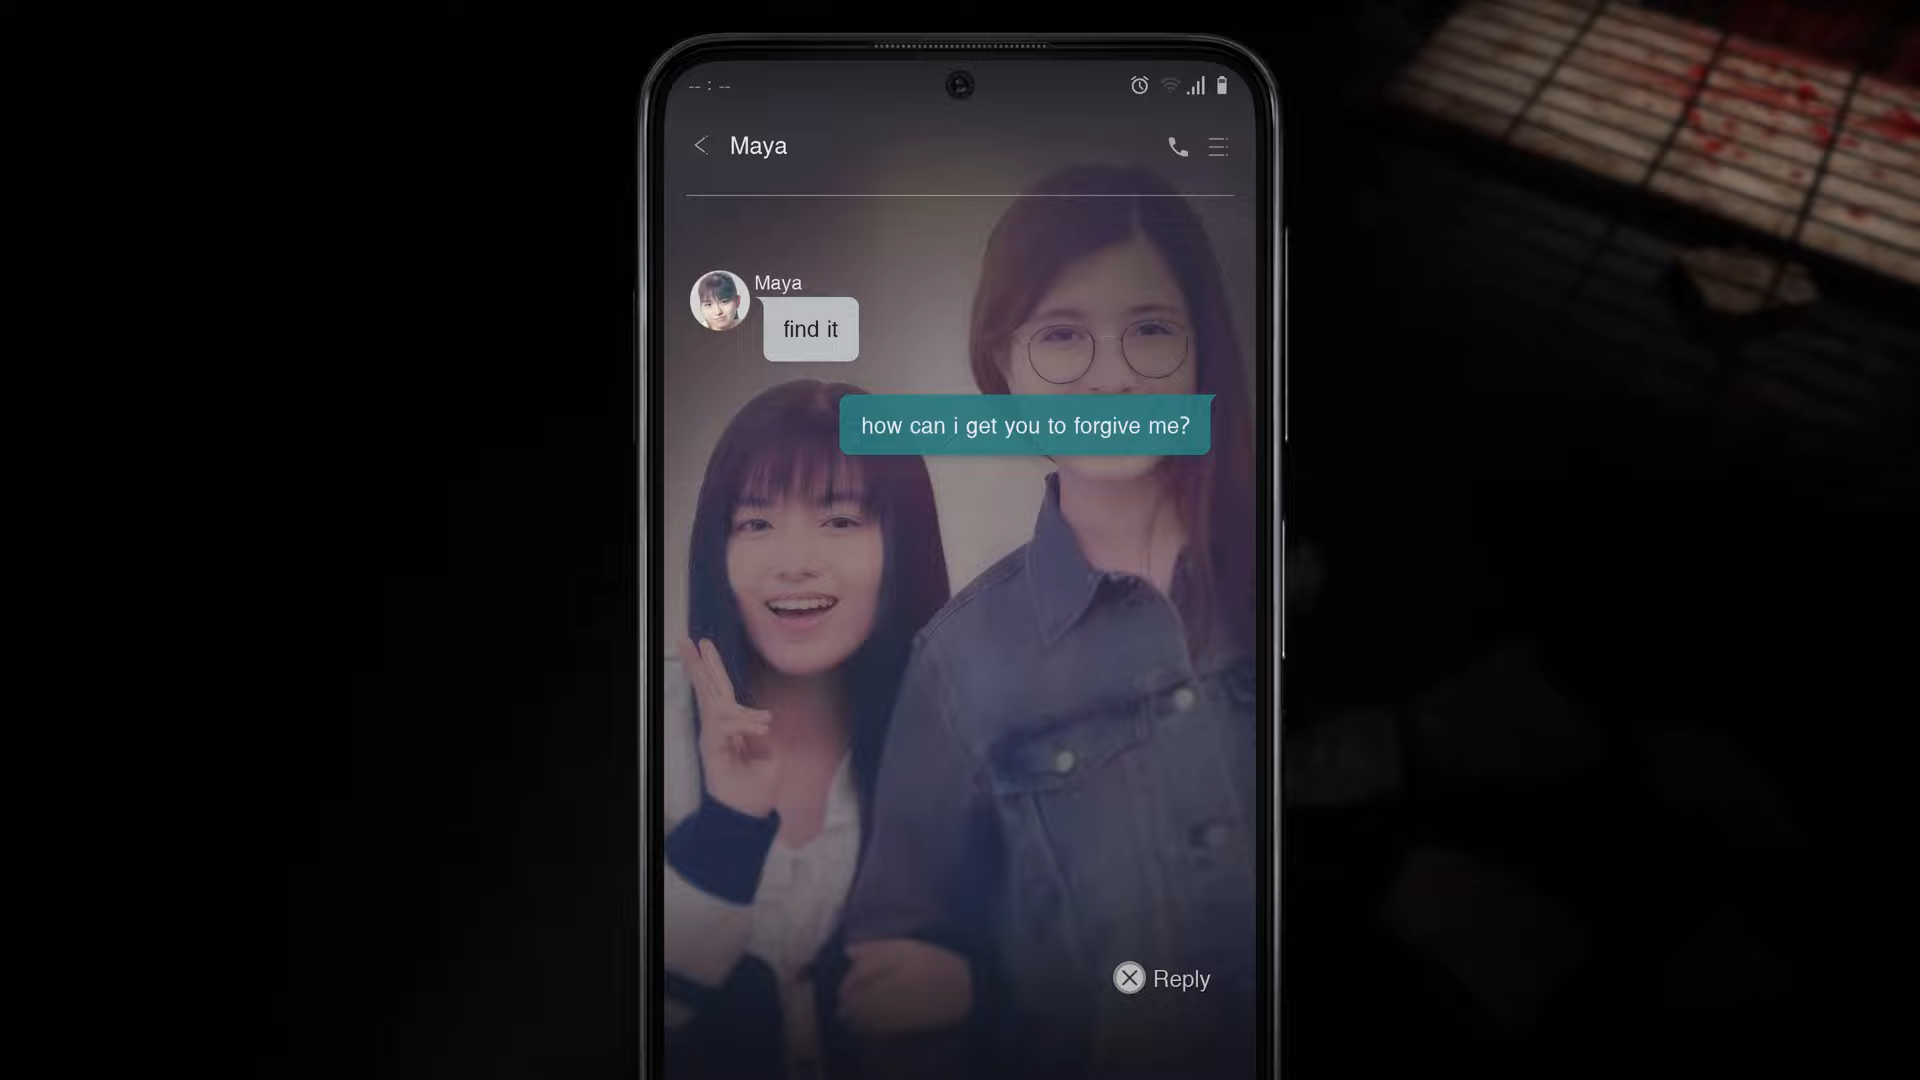 -- : --
Maya
Maya
find it
how can i get you to forgive me?
Reply